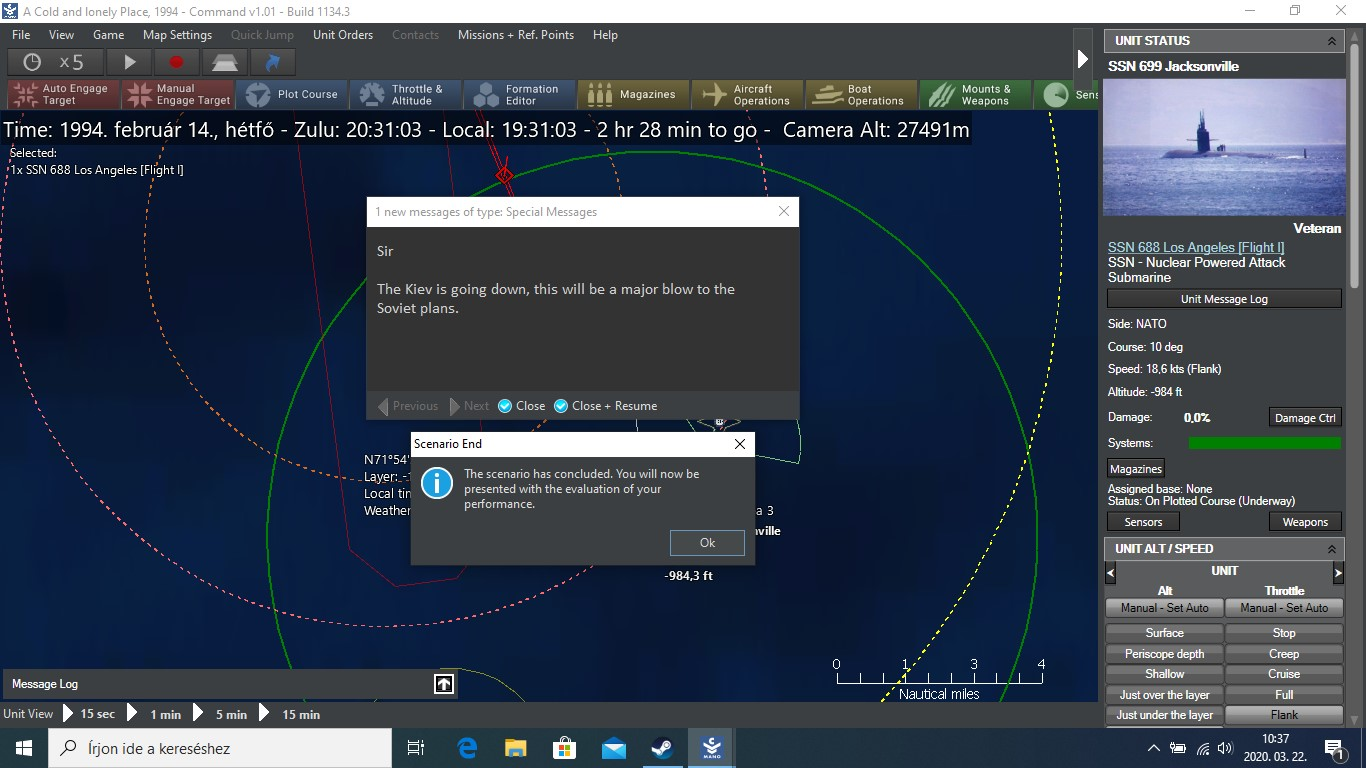 A Cold and lonely Place, 1994 - Command v1.01 - Build 1134.3
File View Game Map Settings Quick Jump Unit Orders Contacts Missions + Ref. Points Help
x 5
Auto Engage Target
Manual Engage Target
Plot Course
Throttle & Altitude
Formation Editor
Magazines
Aircraft Operations
Boat Operations
Mounts & Weapons
Sens
Time: 1994. február 14., hétfő - Zulu: 20:31:03 - Local: 19:31:03 - 2 hr 28 min to go - Camera Alt: 27491m
Selected:
1x SSN 688 Los Angeles [Flight I]
1 new messages of type: Special Messages
Sir
The Kiev is going down, this will be a major blow to the
Soviet plans.
Previous Next Close Close + Resume
Scenario End
The scenario has concluded. You will now be
presented with the evaluation of your
performance.
Ok
N71°54'
Layer: -
Local tim
Weather
a 3
nville
-984,3 ft
0 1 3 4
Nautical miles
Message Log
Unit View 15 sec 1 min 5 min 15 min
UNIT STATUS
SSN 699 Jacksonville
Veteran
SSN 688 Los Angeles [Flight I]
SSN - Nuclear Powered Attack
Submarine
Unit Message Log
Side: NATO
Course: 10 deg
Speed: 18,6 kts (Flank)
Altitude: -984 ft
Damage: 0,0% Damage Ctrl
Systems:
Magazines
Assigned base: None
Status: On Plotted Course (Underway)
Sensors Weapons
UNIT ALT / SPEED
< UNIT >
Alt Throttle
Manual - Set Auto Manual - Set Auto
Surface Stop
Periscope depth Creep
Shallow Cruise
Just over the layer Full
Just under the layer Flank
Írjon ide a kereséshez
MANO
10:37
2020. 03. 22.
1